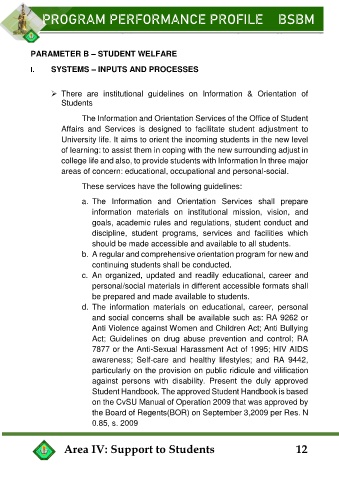 PROGRAM PERFORMANCE PROFILE BSBM
PARAMETER B – STUDENT WELFARE
I. SYSTEMS – INPUTS AND PROCESSES
➢ There are institutional guidelines on Information & Orientation of
Students
The Information and Orientation Services of the Office of Student
Affairs and Services is designed to facilitate student adjustment to
University life. It aims to orient the incoming students in the new level
of learning: to assist them in coping with the new surrounding adjust in
college life and also, to provide students with Information In three major
areas of concern: educational, occupational and personal-social.
These services have the following guidelines:
a. The Information and Orientation Services shall prepare
information materials on institutional mission, vision, and
goals, academic rules and regulations, student conduct and
discipline, student programs, services and facilities which
should be made accessible and available to all students.
b. A regular and comprehensive orientation program for new and
continuing students shall be conducted.
c. An organized, updated and readily educational, career and
personal/social materials in different accessible formats shall
be prepared and made available to students.
d. The information materials on educational, career, personal
and social concerns shall be available such as: RA 9262 or
Anti Violence against Women and Children Act; Anti Bullying
Act; Guidelines on drug abuse prevention and control; RA
7877 or the Anti-Sexual Harassment Act of 1995; HIV AIDS
awareness; Self-care and healthy lifestyles; and RA 9442,
particularly on the provision on public ridicule and vilification
against persons with disability. Present the duly approved
Student Handbook. The approved Student Handbook is based
on the CvSU Manual of Operation 2009 that was approved by
the Board of Regents(BOR) on September 3,2009 per Res. N
0.85, s. 2009
Area IV: Support to Students 12